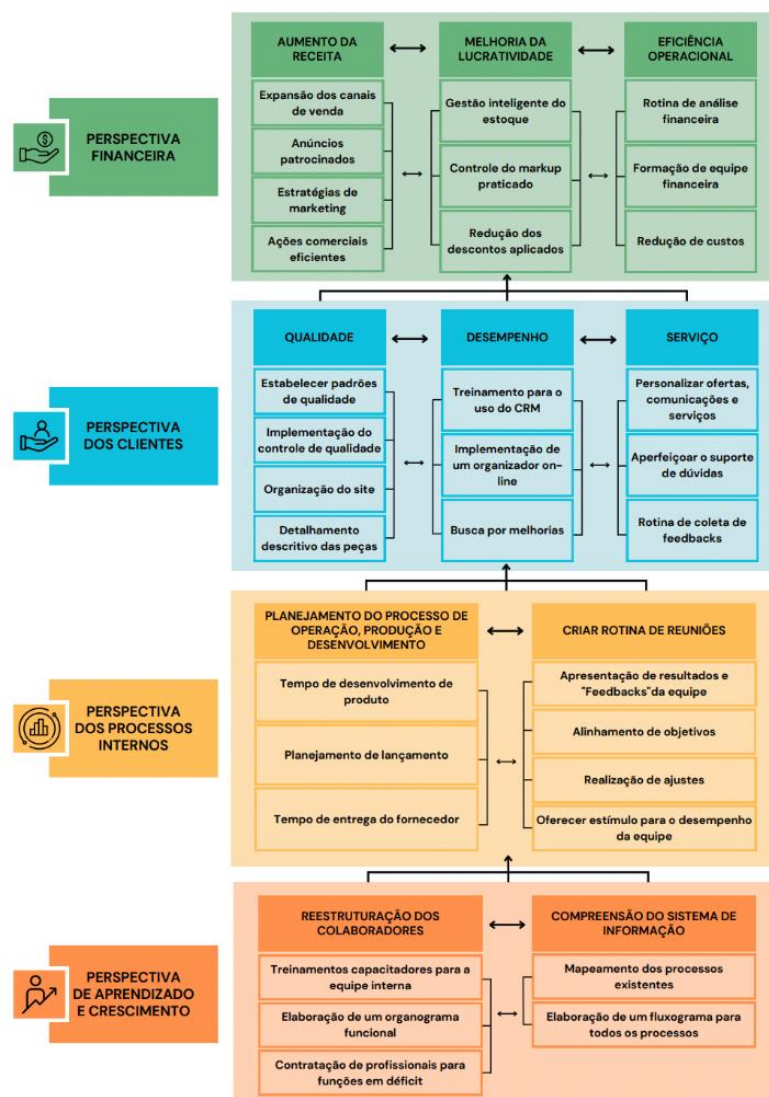 AUMENTO DA
RECEITA
MELHORIA DA
LUCRATIVIDADE
EFICIÊNCIA
OPERACIONAL
PERSPECTIVA
FINANCEIRA
Expansão dos canais
de venda
Anúncios
patrocinados
Estratégias de
marketing
Ações comerciais
eficientes
Gestão inteligente do
estoque
Controle do markup
praticado
Redução dos
descontos aplicados
Rotina de análise
financeira
Formação de equipe
financeira
Redução de custos
QUALIDADE
DESEMPENHO
SERVIÇO
PERSPECTIVA
DOS CLIENTES
Estabelecer padrões
de qualidade
Implementação do
controle de qualidade
Organização do site
Detalhamento
descritivo das peças
Treinamento para o
uso do CRM
Implementação de
um organizador on-
line
Busca por melhorias
Personalizar ofertas,
comunicações e
serviços
Aperfeiçoar o suporte
de dúvidas
Rotina de coleta de
feedbacks
PLANEJAMENTO DO PROCESSO DE
OPERAÇÃO, PRODUÇÃO E
DESENVOLVIMENTO
CRIAR ROTINA DE REUNIÕES
PERSPECTIVA
DOS PROCESSOS
INTERNOS
Tempo de desenvolvimento de
produto
Planejamento de lançamento
Tempo de entrega do fornecedor
Apresentação de resultados e
"Feedbacks"da equipe
Alinhamento de objetivos
Realização de ajustes
Oferecer estímulo para o desempenho
da equipe
REESTRUTURAÇÃO DOS
COLABORADORES
COMPREENSÃO DO SISTEMA DE
INFORMAÇÃO
PERSPECTIVA
DE APRENDIZADO
E CRESCIMENTO
Treinamentos capacitadores para a
equipe interna
Elaboração de um organograma
funcional
Contratação de profissionais para
funções em déficit
Mapeamento dos processos
existentes
Elaboração de um fluxograma para
todos os processos